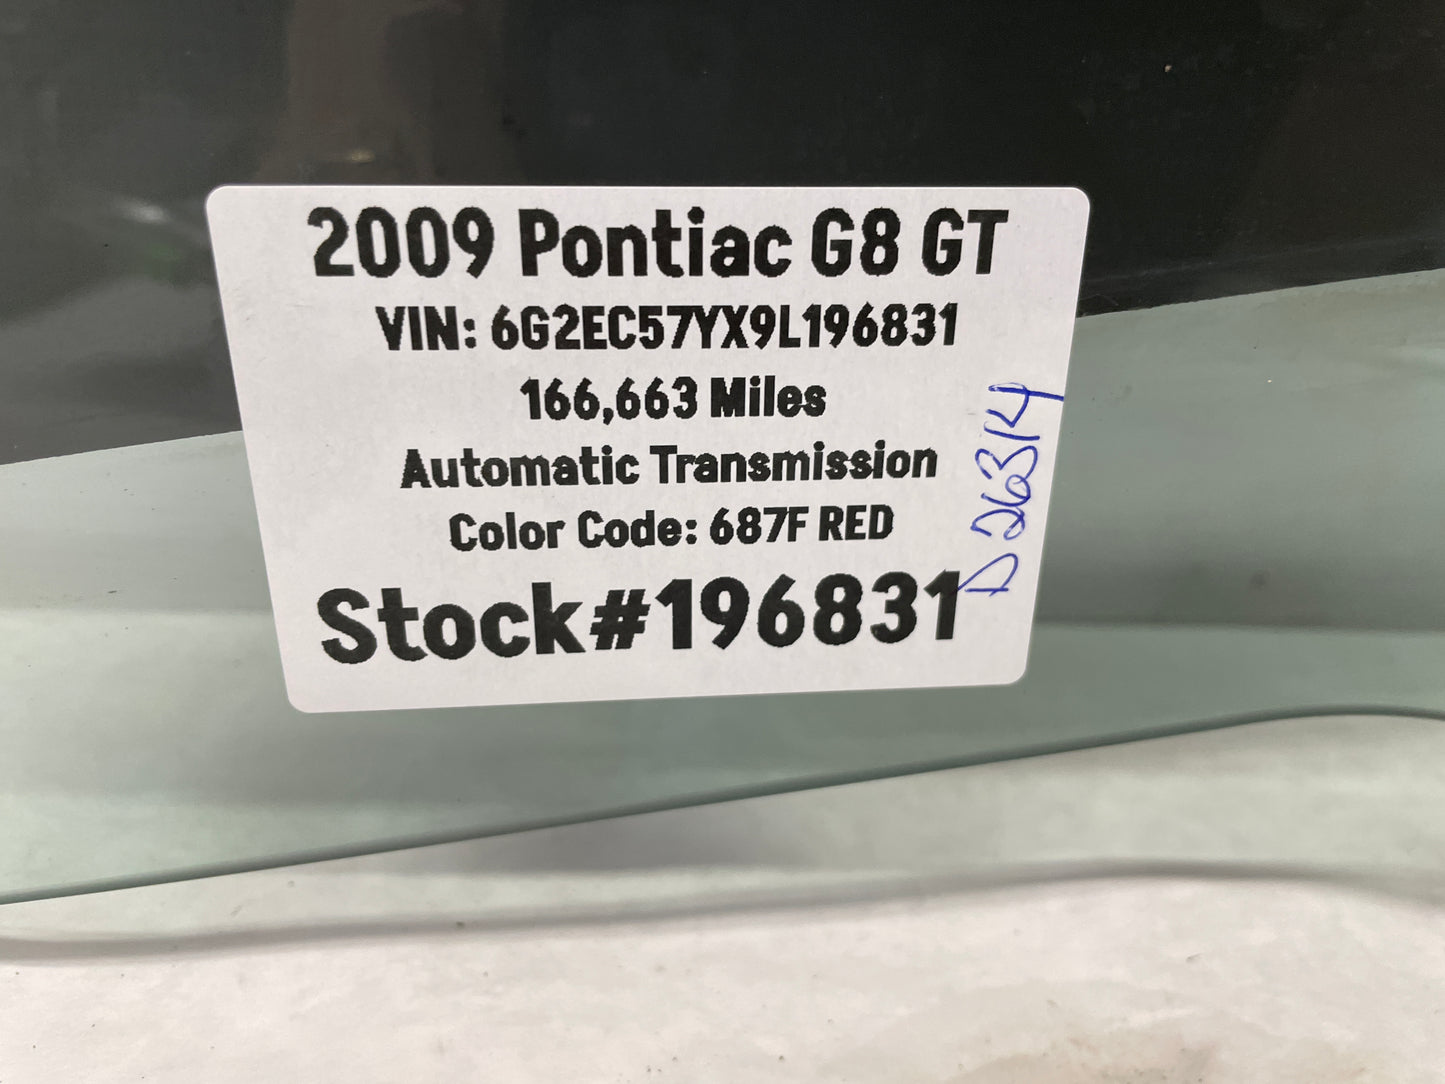 2009 Pontiac G8 GT
VIN: 6G2EC57YX9L196831
166,663 Miles
Automatic Transmission
Color Code: 687F RED
Stock#196831
D26314